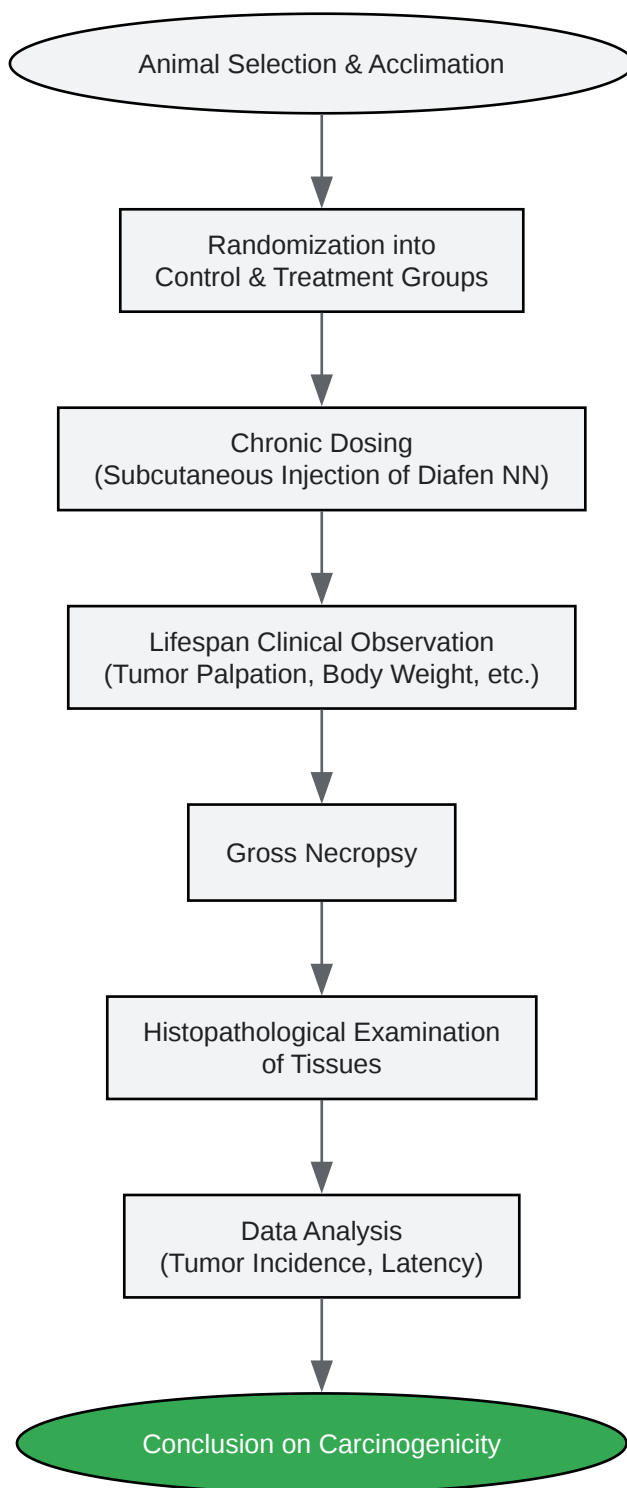 Animal Selection & Acclimation
Randomization into
Control & Treatment Groups
Chronic Dosing
(Subcutaneous Injection of Diafen NN)
Lifespan Clinical Observation
(Tumor Palpation, Body Weight, etc.)
Gross Necropsy
Histopathological Examination
of Tissues
Data Analysis
(Tumor Incidence, Latency)
Conclusion on Carcinogenicity